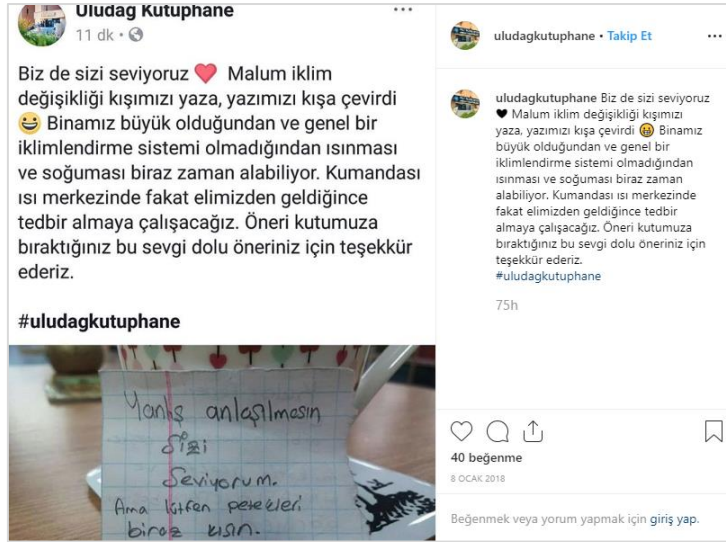 Uludag Kutuphane
11 dk
Biz de sizi seviyoruz ❤️ Malum iklim
değişikliği kışımızı yaza, yazımızı kışa çevirdi
😀 Binamız büyük olduğundan ve genel bir
iklimlendirme sistemi olmadığından ısınması
ve soğuması biraz zaman alabiliyor. Kumandası
ısı merkezinde fakat elimizden geldiğince
tedbir almaya çalışacağız. Öneri kutumuza
bıraktığınız bu sevgi dolu öneriniz için teşekkür
ederiz.
#uludagkutuphane
Yanlış anlaşılmasın
Sizi
Seviyorum.
Ama lütfen petekleri
biraz kısın.
uludagkutuphane • Takip Et
uludagkutuphane Biz de sizi seviyoruz
🖤 Malum iklim değişikliği kışımızı
yaza, yazımızı kışa çevirdi 😀 Binamız
büyük olduğundan ve genel bir
iklimlendirme sistemi olmadığından
ısınması ve soğuması biraz zaman
alabiliyor. Kumandası ısı merkezinde
fakat elimizden geldiğince tedbir
almaya çalışacağız. Öneri kutumuza
bıraktığınız bu sevgi dolu öneriniz için
teşekkür ederiz.
#uludagkutuphane
75h
40 beğenme
8 OCAK 2018
Beğenmek veya yorum yapmak için giriş yap.